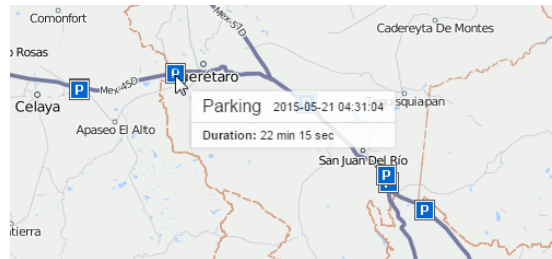 Comonfort
Mex-57D
Cadereyta De Montes
Rosas
P
Querétaro
P
Mex-45D
Celaya
Parking 2015-05-21 04:31:04
squiapan
Apaseo El Alto
Duration: 22 min 15 sec
San Juan Del Río
P
P
P
tierra